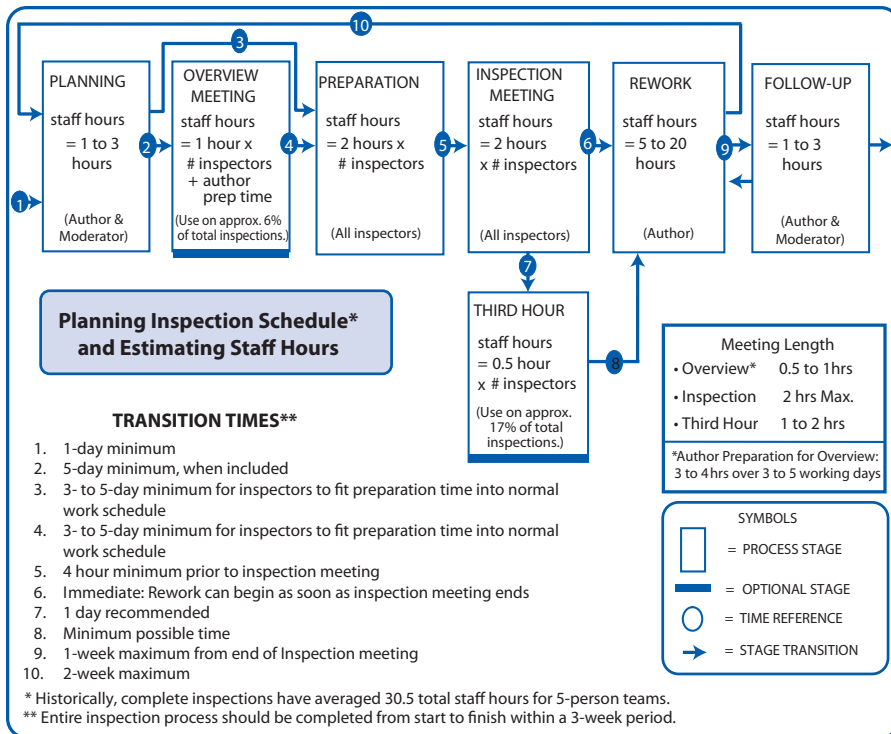 10
3
PLANNING
staff hours
= 1 to 3
hours
(Author &
Moderator)
1
2
OVERVIEW
MEETING
staff hours
= 1 hour x
# inspectors
+ author
prep time
(Use on approx. 6%
of total inspections.)
4
PREPARATION
staff hours
= 2 hours x
# inspectors
(All inspectors)
5
INSPECTION
MEETING
staff hours
= 2 hours
x # inspectors
(All inspectors)
6
7
REWORK
staff hours
= 5 to 20
hours
(Author)
9
FOLLOW-UP
staff hours
= 1 to 3
hours
(Author &
Moderator)
THIRD HOUR
staff hours
= 0.5 hour
x # inspectors
(Use on approx.
17% of total
inspections.)
8
Planning Inspection Schedule*
and Estimating Staff Hours
Meeting Length
• Overview* 0.5 to 1hrs
• Inspection 2 hrs Max.
• Third Hour 1 to 2 hrs
*Author Preparation for Overview:
3 to 4 hrs over 3 to 5 working days
TRANSITION TIMES**
1. 1-day minimum
2. 5-day minimum, when included
3. 3- to 5-day minimum for inspectors to fit preparation time into normal
work schedule
4. 3- to 5-day minimum for inspectors to fit preparation time into normal
work schedule
5. 4 hour minimum prior to inspection meeting
6. Immediate: Rework can begin as soon as inspection meeting ends
7. 1 day recommended
8. Minimum possible time
9. 1-week maximum from end of Inspection meeting
10. 2-week maximum
SYMBOLS
= PROCESS STAGE
= OPTIONAL STAGE
= TIME REFERENCE
= STAGE TRANSITION
* Historically, complete inspections have averaged 30.5 total staff hours for 5-person teams.
** Entire inspection process should be completed from start to finish within a 3-week period.